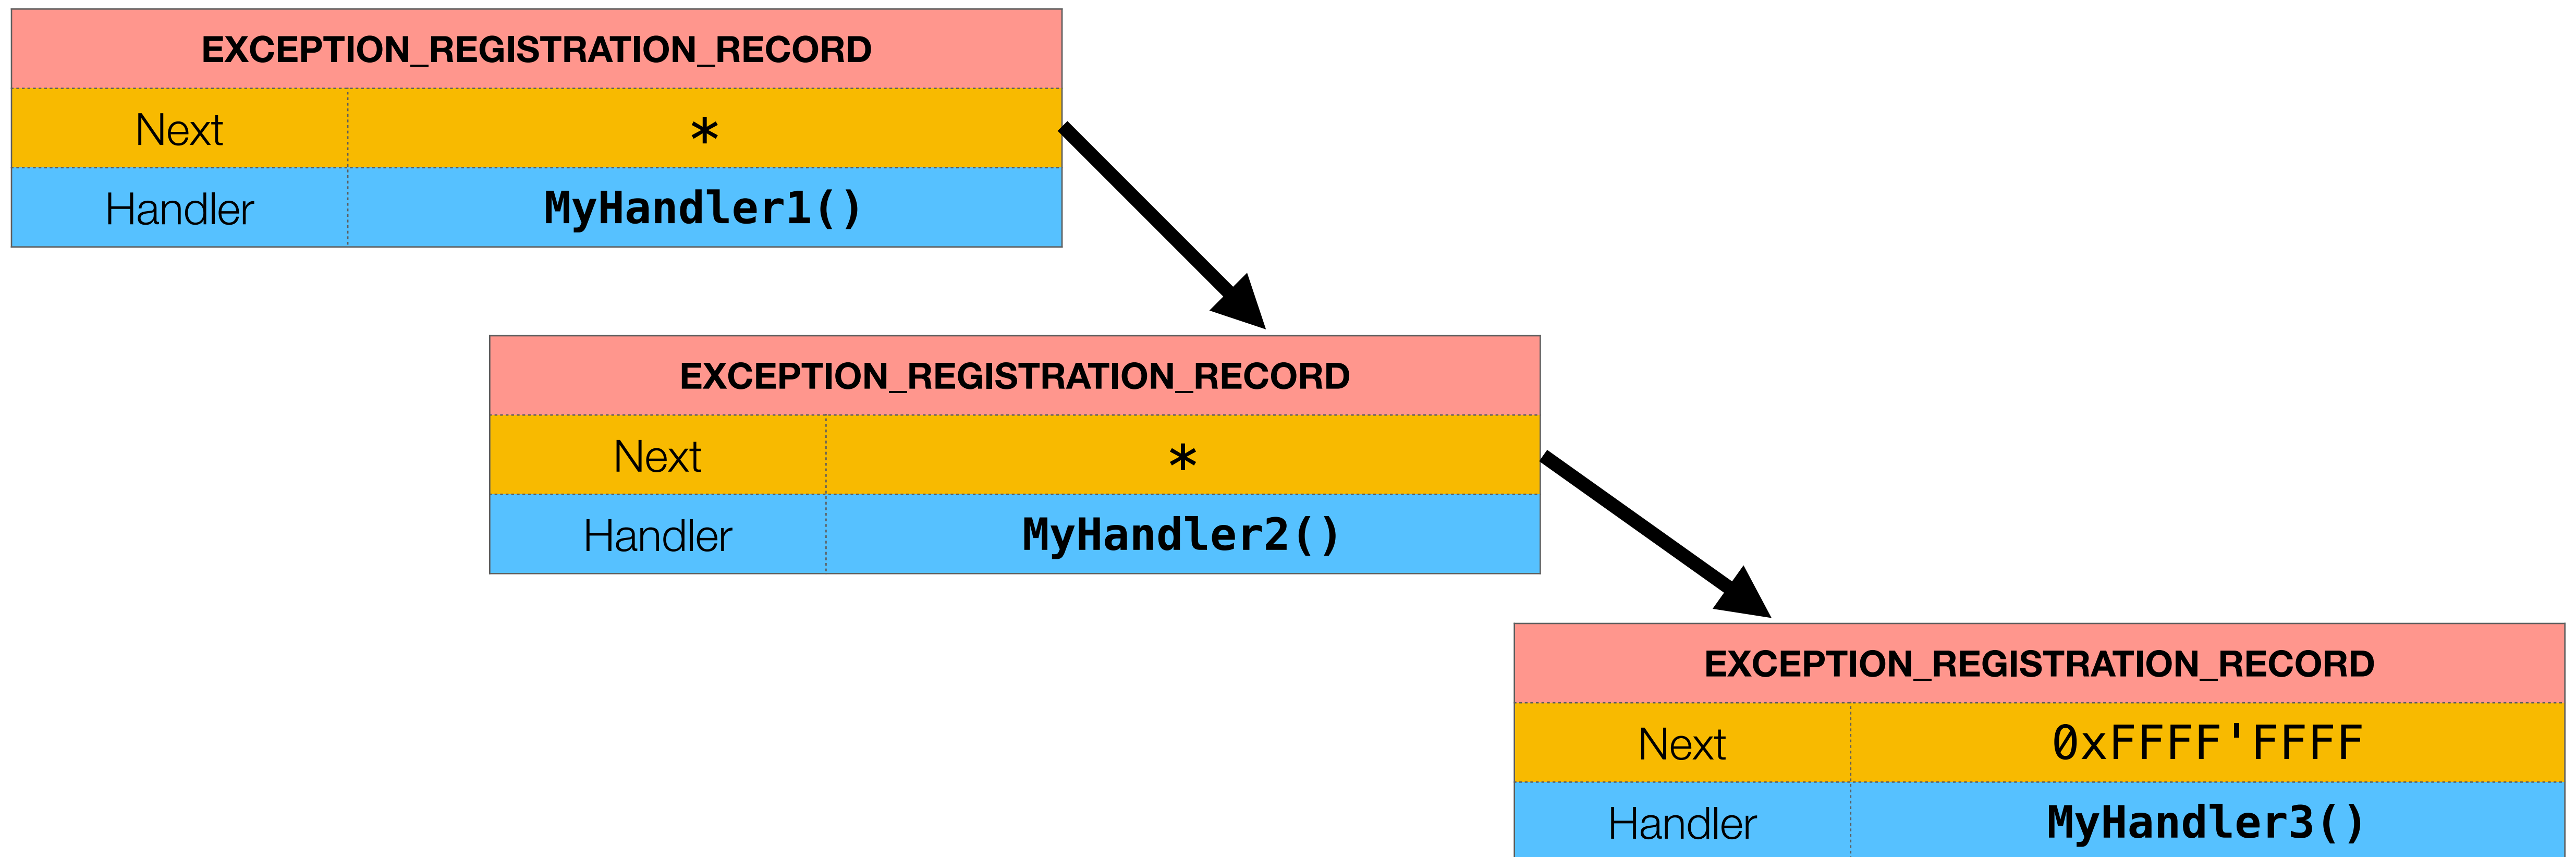 EXCEPTION_REGISTRATION_RECORD
Next *
Handler MyHandler1()
EXCEPTION_REGISTRATION_RECORD
Next *
Handler MyHandler2()
EXCEPTION_REGISTRATION_RECORD
Next 0xFFFF'FFFF
Handler MyHandler3()